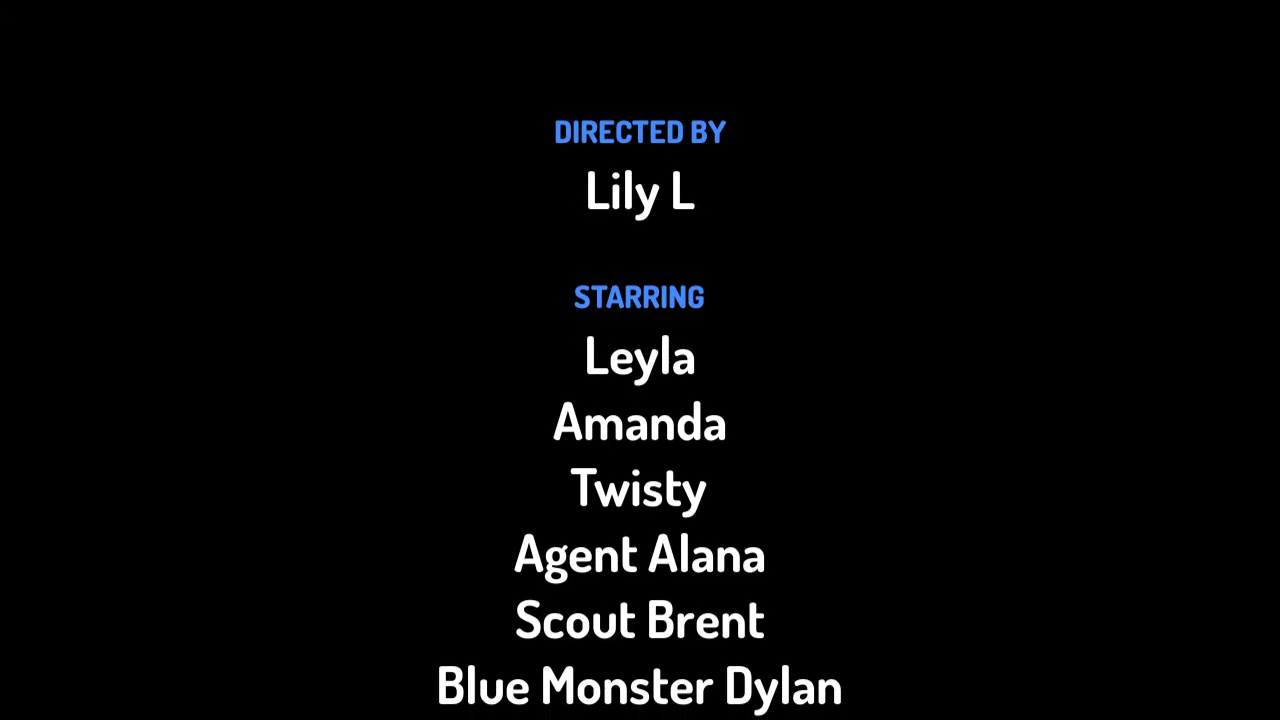 DIRECTED BY
Lily L
STARRING
Leyla
Amanda
Twisty
Agent Alana
Scout Brent
Blue Monster Dylan